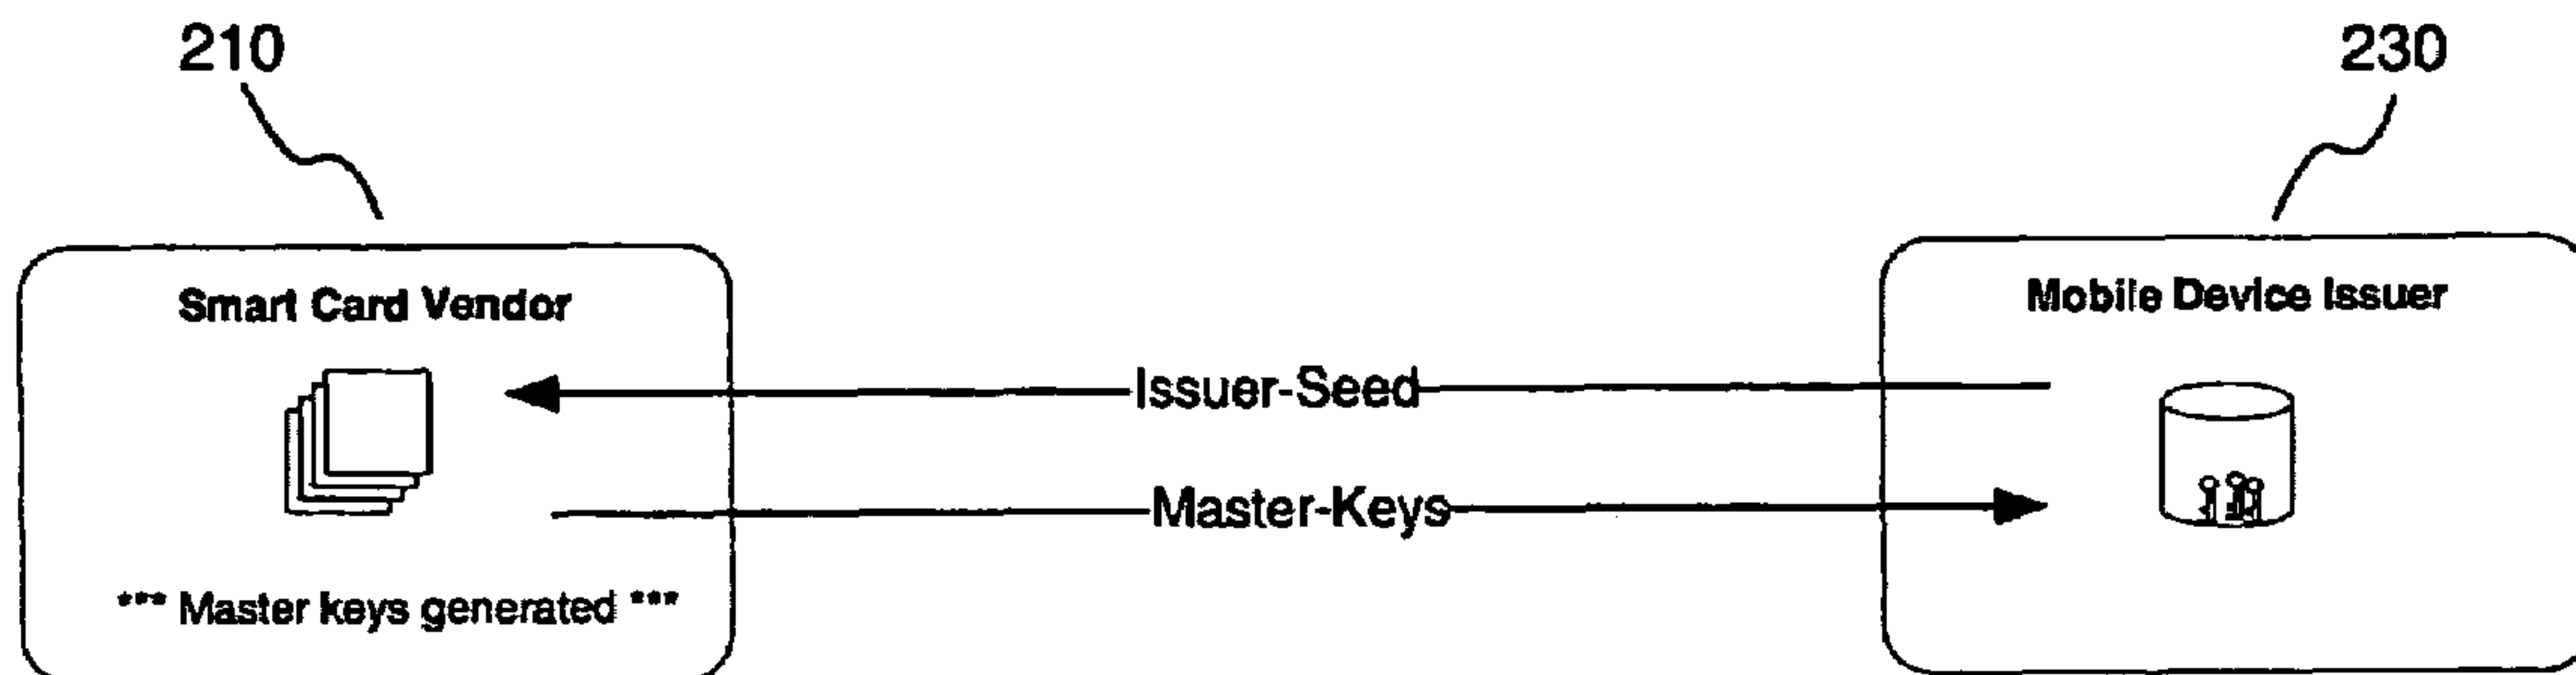 210
230
Smart Card Vendor
Mobile Device Issuer
Issuer-Seed
Master-Keys
*** Master keys generated ***